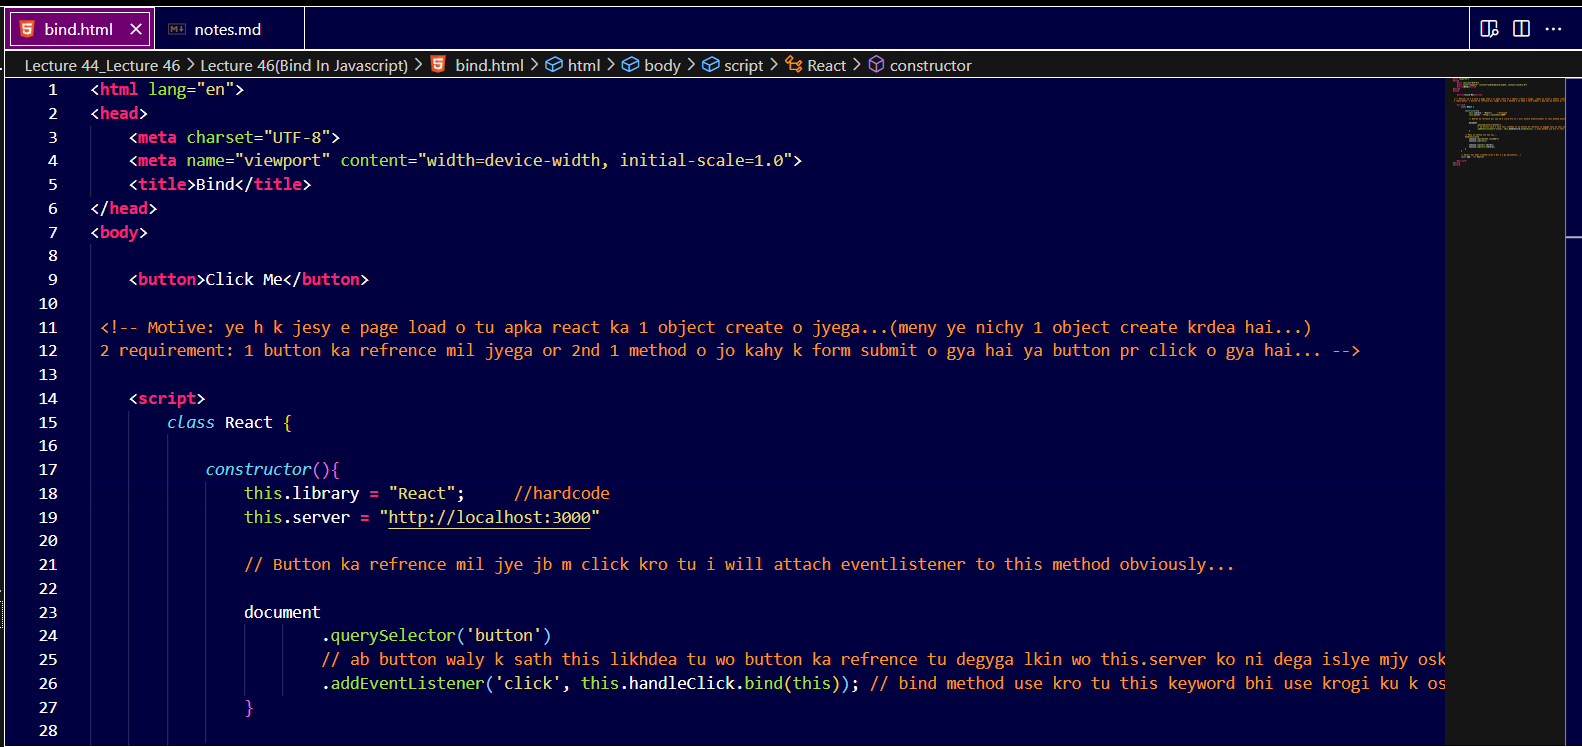 bind.html
notes.md
Lecture 44_Lecture 46 > Lecture 46(Bind In Javascript) > bind.html > html > body > script > React > constructor
1 <html lang="en">
2 <head>
3 <meta charset="UTF-8">
4 <meta name="viewport" content="width=device-width, initial-scale=1.0">
5 <title>Bind</title>
6 </head>
7 <body>
8
9 <button>Click Me</button>
10
11 <!-- Motive: ye h k jesy e page load o tu apka react ka 1 object create o jyega...(meny ye nichy 1 object create krdea hai...)
12 2 requirement: 1 button ka refrence mil jyega or 2nd 1 method o jo kahy k form submit o gya hai ya button pr click o gya hai... -->
13
14 <script>
15 class React {
16
17 constructor(){
18 this.library = "React"; //hardcode
19 this.server = "http://localhost:3000"
20
21 // Button ka refrence mil jye jb m click kro tu i will attach eventlistener to this method obviously...
22
23 document
24 .querySelector('button')
25 // ab button waly k sath this likhdea tu wo button ka refrence tu degyga lkin wo this.server ko ni dega islye mjy osk
26 .addEventListener('click', this.handleClick.bind(this)); // bind method use kro tu this keyword bhi use krogi ku k os
27 }
28